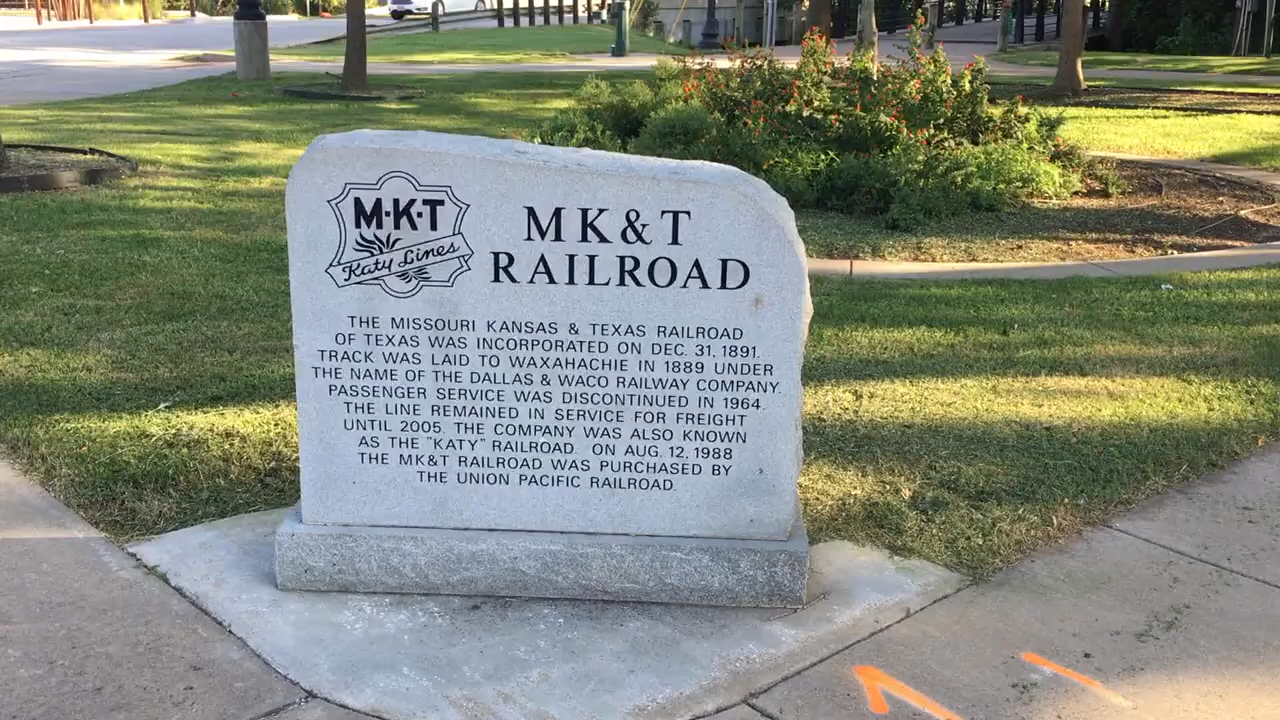 M·K·T
Katy Lines
MK&T
RAILROAD
THE MISSOURI KANSAS & TEXAS RAILROAD
OF TEXAS WAS INCORPORATED ON DEC. 31, 1891.
TRACK WAS LAID TO WAXAHACHIE IN 1889 UNDER
THE NAME OF THE DALLAS & WACO RAILWAY COMPANY.
PASSENGER SERVICE WAS DISCONTINUED IN 1964.
THE LINE REMAINED IN SERVICE FOR FREIGHT
UNTIL 2005. THE COMPANY WAS ALSO KNOWN
AS THE "KATY" RAILROAD. ON AUG. 12, 1988
THE MK&T RAILROAD WAS PURCHASED BY
THE UNION PACIFIC RAILROAD.